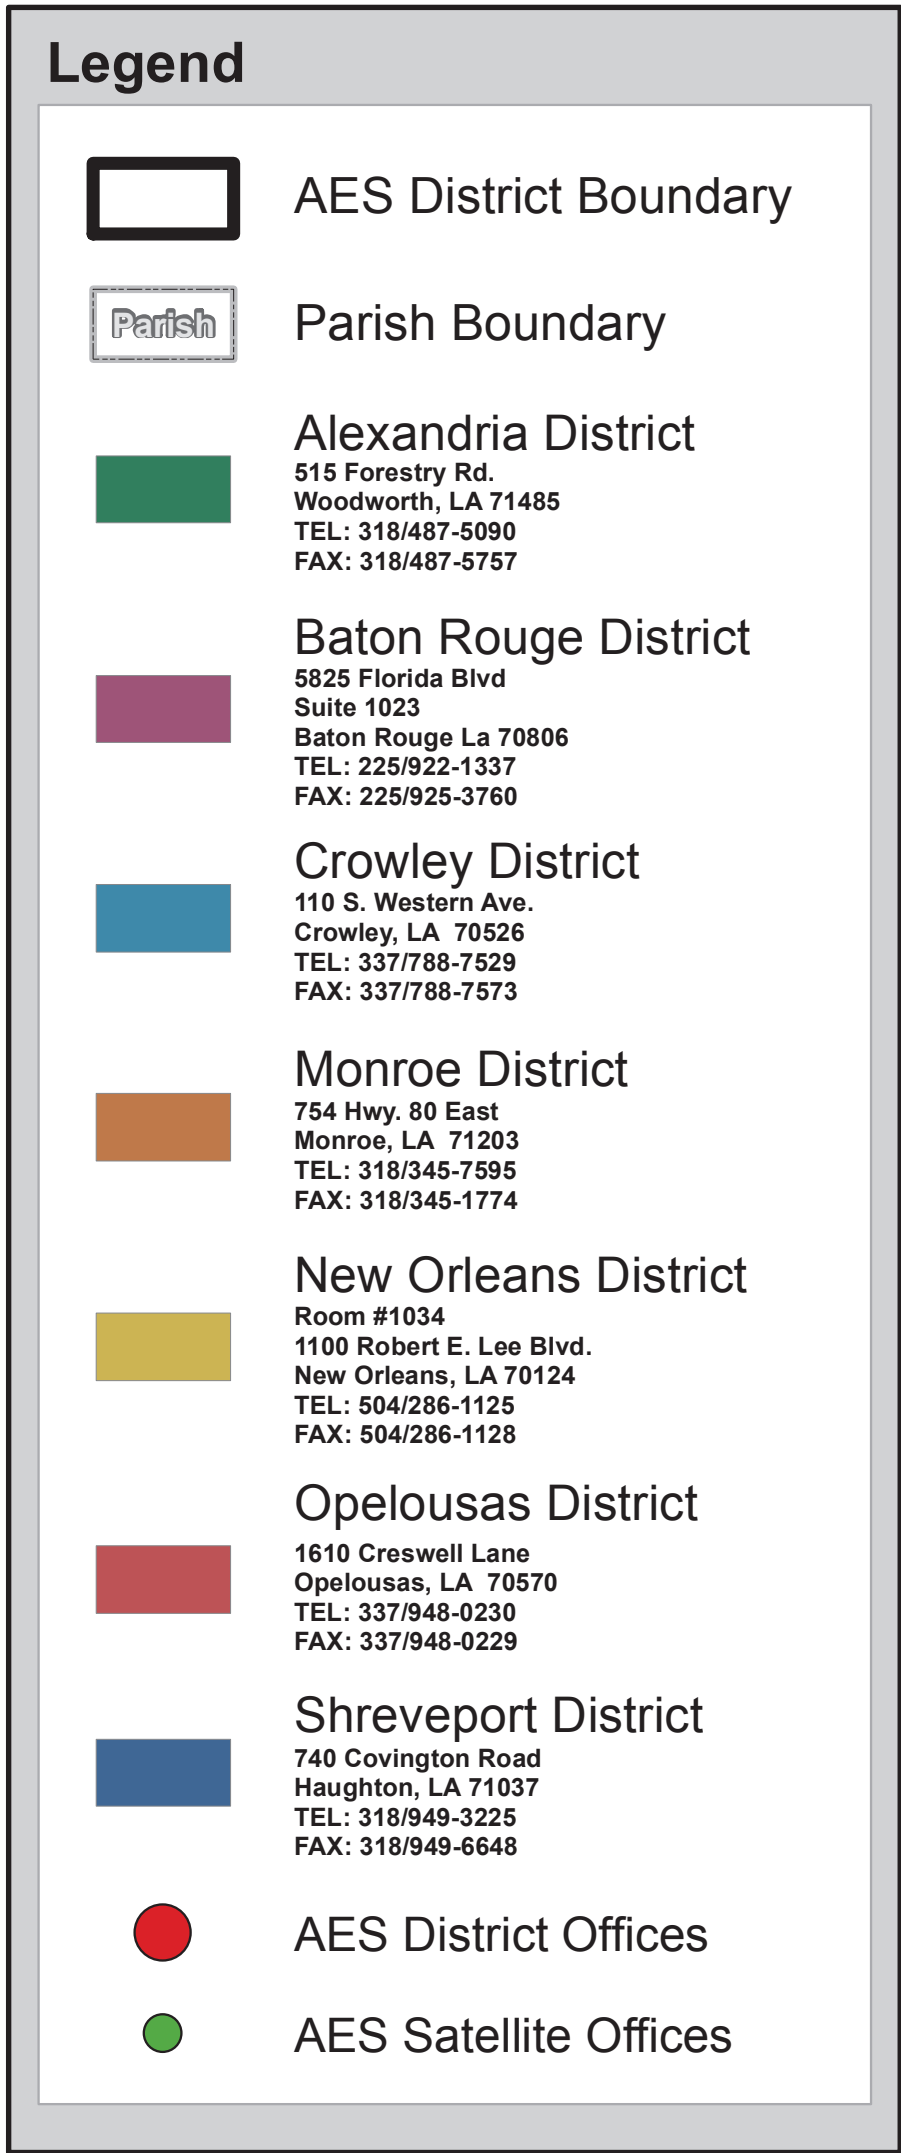 Legend
AES District Boundary
Parish
Parish Boundary
Alexandria District
515 Forestry Rd.
Woodworth, LA 71485
TEL: 318/487-5090
FAX: 318/487-5757
Baton Rouge District
5825 Florida Blvd
Suite 1023
Baton Rouge La 70806
TEL: 225/922-1337
FAX: 225/925-3760
Crowley District
110 S. Western Ave.
Crowley, LA  70526
TEL: 337/788-7529
FAX: 337/788-7573
Monroe District
754 Hwy. 80 East
Monroe, LA  71203
TEL: 318/345-7595
FAX: 318/345-1774
New Orleans District
Room #1034
1100 Robert E. Lee Blvd.
New Orleans, LA 70124
TEL: 504/286-1125
FAX: 504/286-1128
Opelousas District
1610 Creswell Lane
Opelousas, LA  70570
TEL: 337/948-0230
FAX: 337/948-0229
Shreveport District
740 Covington Road
Haughton, LA 71037
TEL: 318/949-3225
FAX: 318/949-6648
AES District Offices
AES Satellite Offices